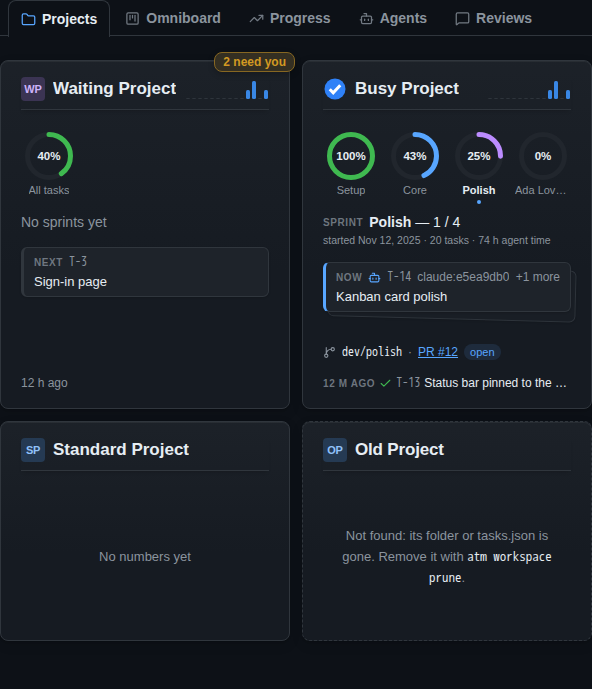 Projects
Omniboard
Progress
Agents
Reviews
2 need you
WP Waiting Project
40%
All tasks
No sprints yet
NEXT T-3
Sign-in page
12 h ago
Busy Project
100% 43% 25% 0%
Setup Core Polish Ada Lov…
SPRINT Polish — 1 / 4
started Nov 12, 2025 · 20 tasks · 74 h agent time
NOW T-14 claude:e5ea9db0 +1 more
Kanban card polish
dev/polish · PR #12 open
12 M AGO T-13 Status bar pinned to the …
SP Standard Project
No numbers yet
OP Old Project
Not found: its folder or tasks.json is
gone. Remove it with atm workspace
prune.